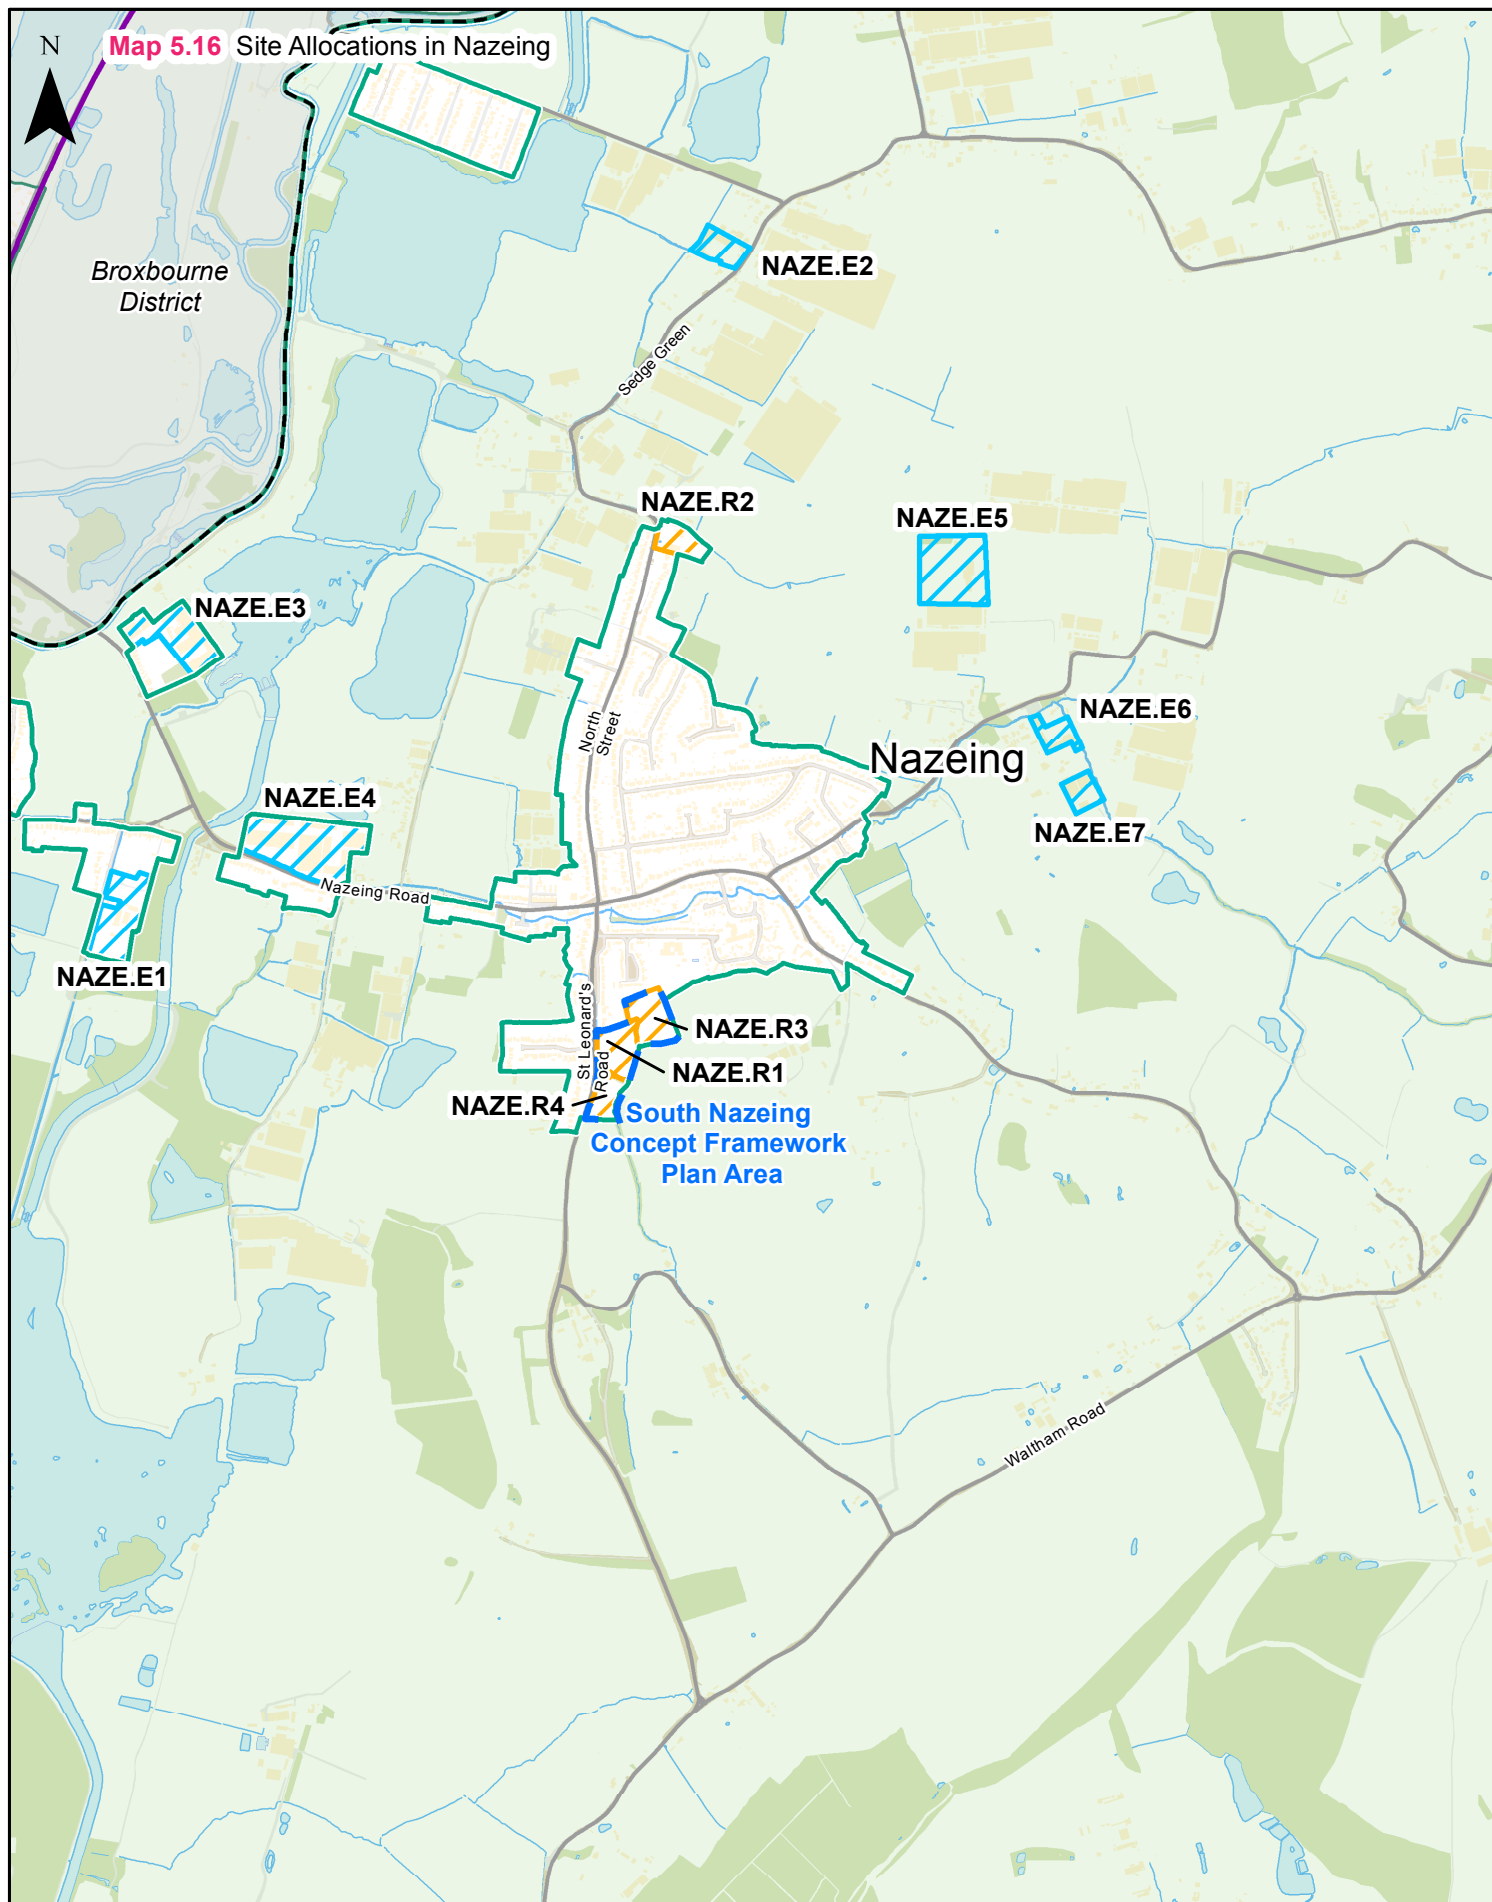 N
Map 5.16 Site Allocations in Nazeing
Broxbourne
District
NAZE.E2
Sedge Green
NAZE.R2
NAZE.E5
NAZE.E3
North
Street
NAZE.E6
Nazeing
NAZE.E4
NAZE.E7
Nazeing Road
NAZE.E1
St Leonard's
Road
NAZE.R3
NAZE.R1
NAZE.R4
South Nazeing
Concept Framework
Plan Area
Waltham Road